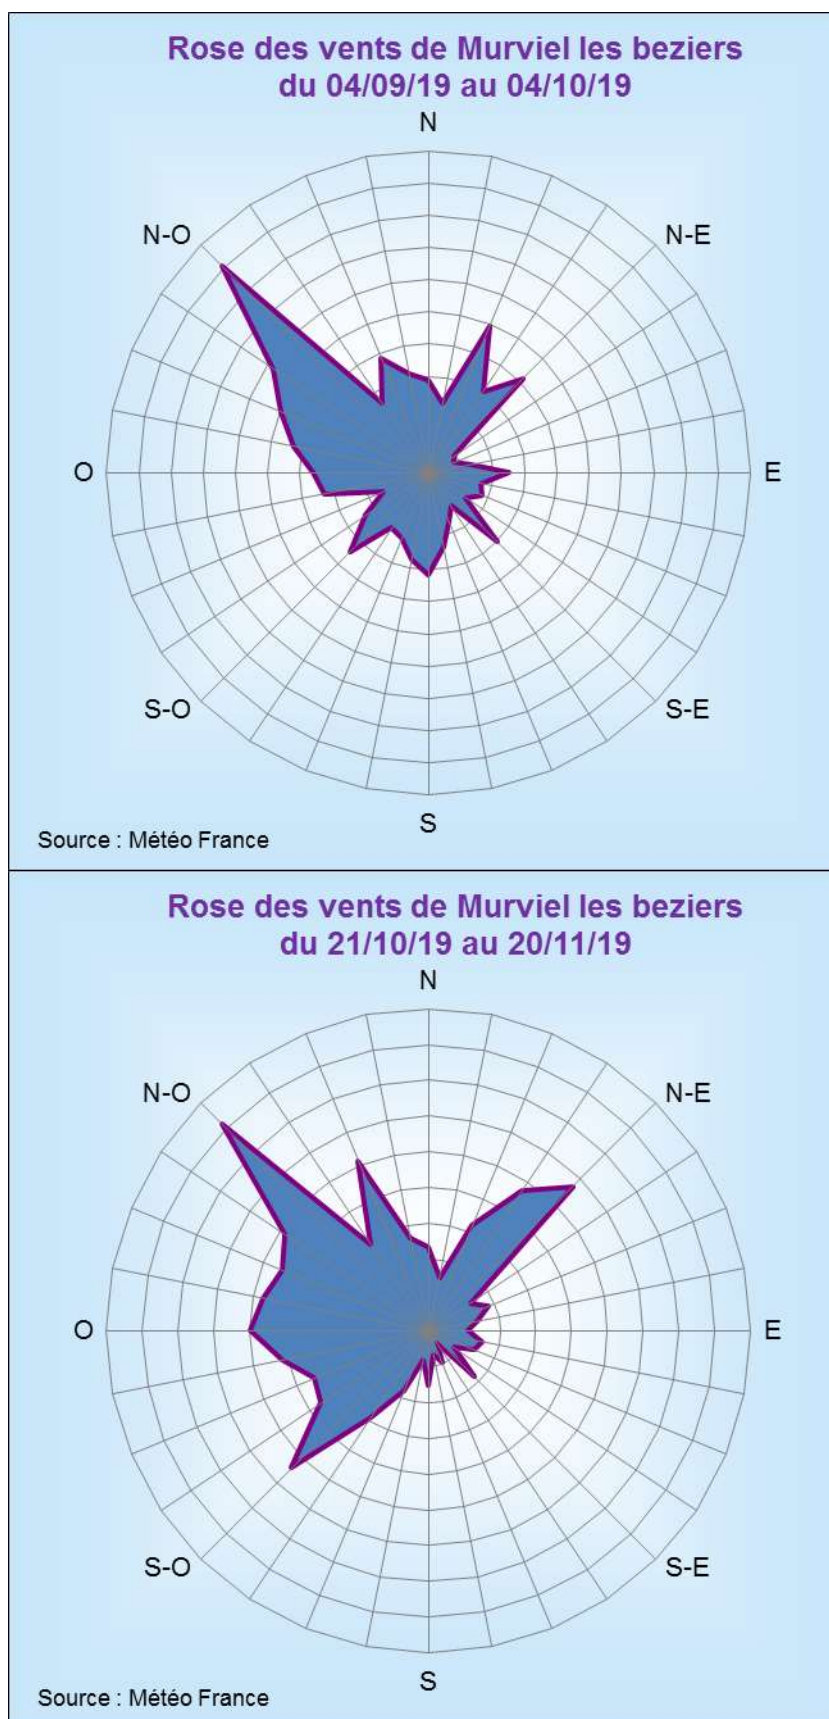 Rose des vents de Murviel les beziers
du 04/09/19 au 04/10/19
N
N-O
N-E
O
E
S-O
S-E
S
Source : Météo France
Rose des vents de Murviel les beziers
du 21/10/19 au 20/11/19
N
N-O
N-E
O
E
S-O
S-E
S
Source : Météo France